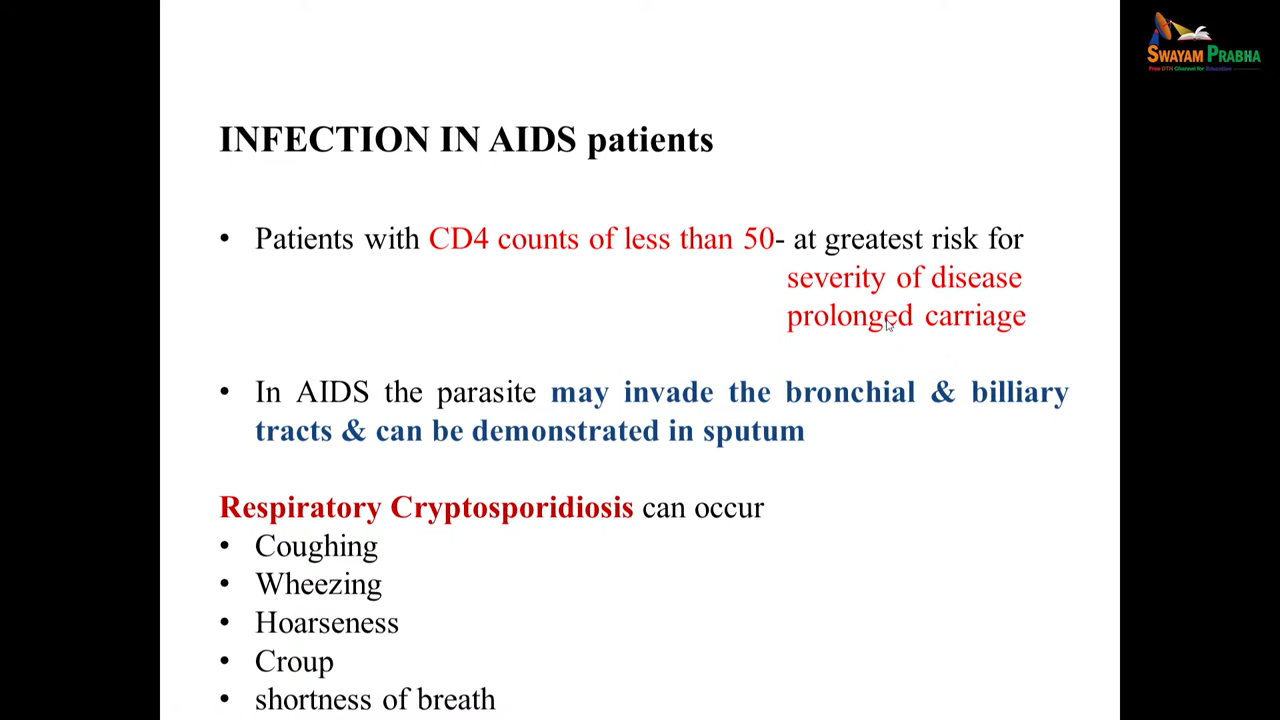 SWAYAM PRABHA
Free DTH Channel for Education
INFECTION IN AIDS patients
• Patients with CD4 counts of less than 50- at greatest risk for
severity of disease
prolonged carriage
• In AIDS the parasite may invade the bronchial & billiary
tracts & can be demonstrated in sputum
Respiratory Cryptosporidiosis can occur
• Coughing
• Wheezing
• Hoarseness
• Croup
• shortness of breath